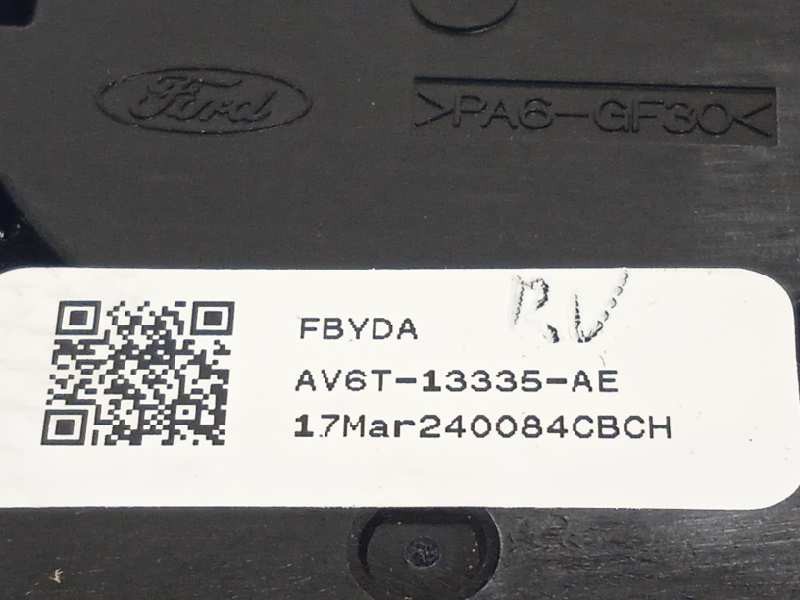 Ford
>PA6-GF30<
P.V
FBYDA
AV6T-13335-AE
17Mar240084CBCH